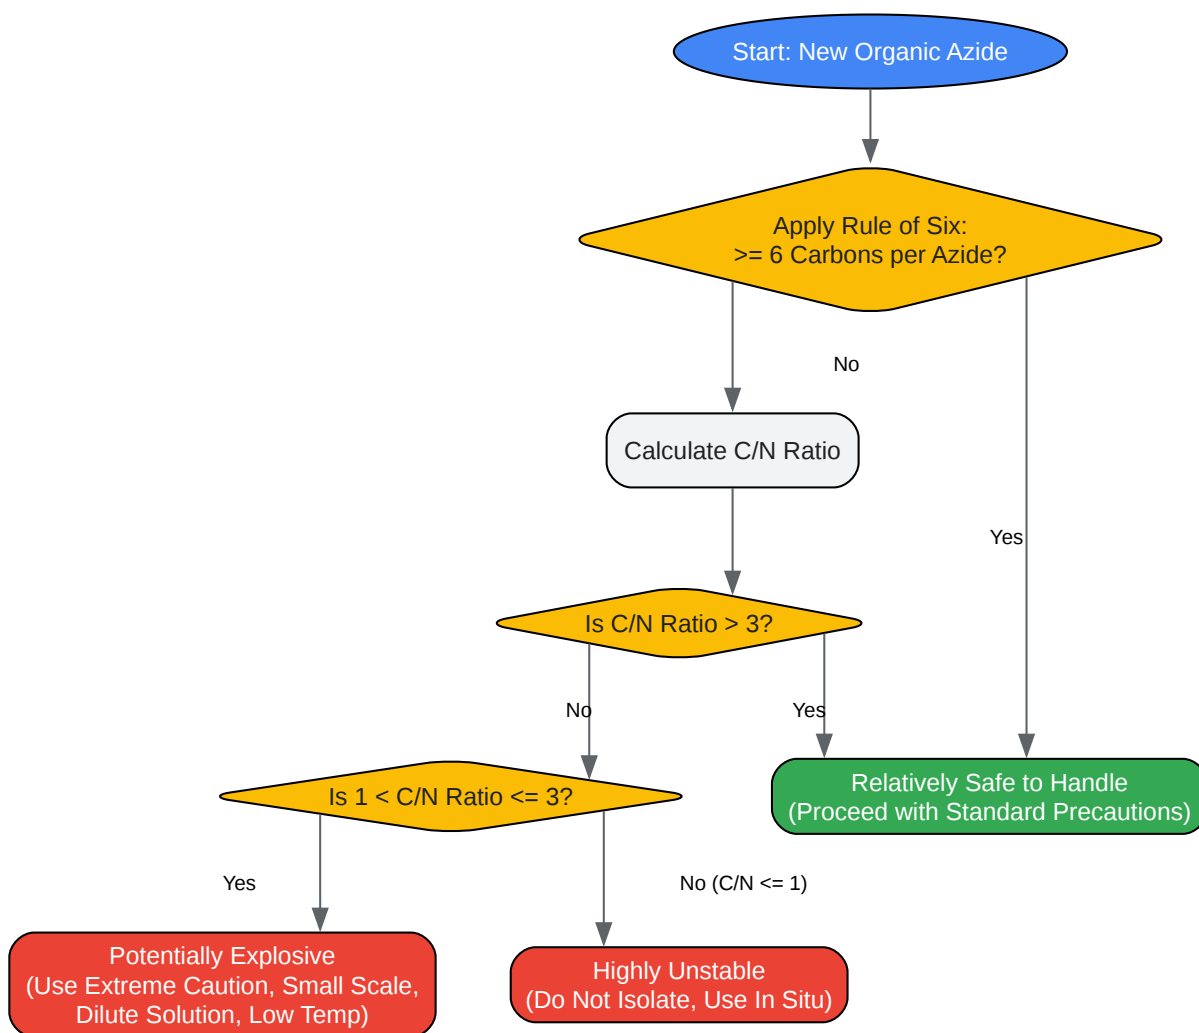 Start: New Organic Azide
Apply Rule of Six:
>= 6 Carbons per Azide?
No
Calculate C/N Ratio
Yes
Is C/N Ratio > 3?
No
Yes
Relatively Safe to Handle
(Proceed with Standard Precautions)
Is 1 < C/N Ratio <= 3?
Yes
No (C/N <= 1)
Potentially Explosive
(Use Extreme Caution, Small Scale,
Dilute Solution, Low Temp)
Highly Unstable
(Do Not Isolate, Use In Situ)